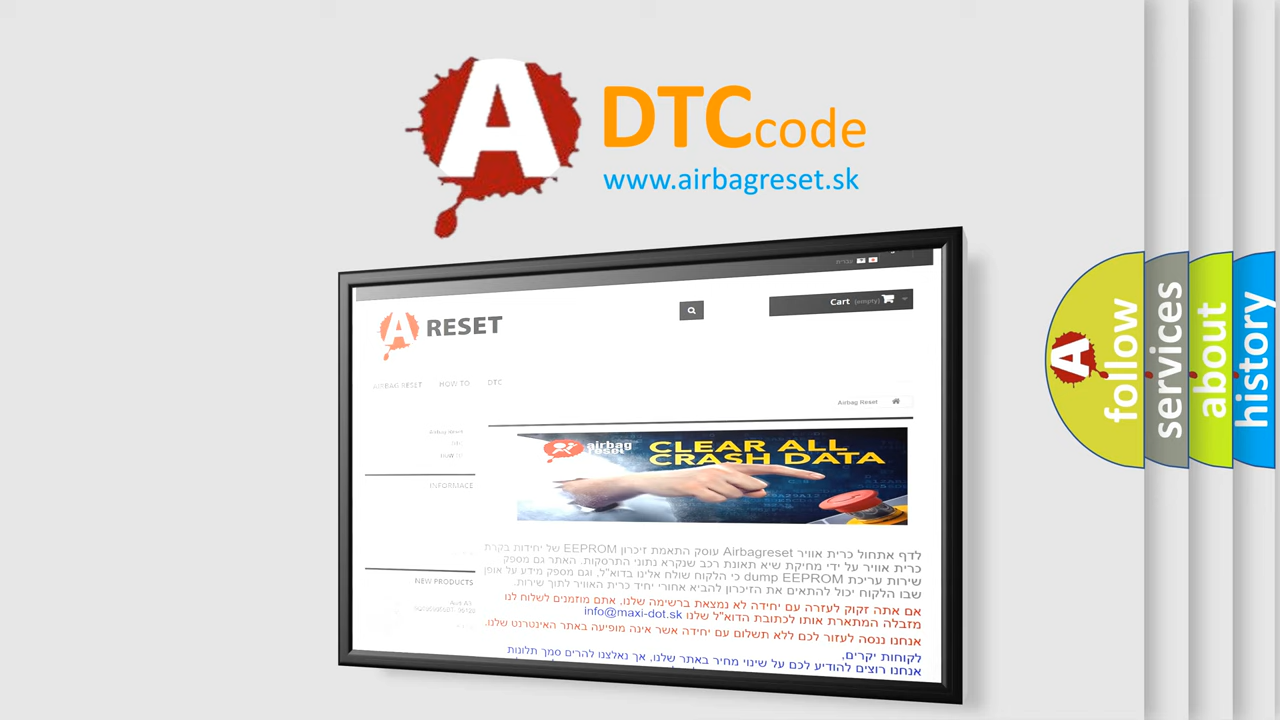 A
DTC code
www.airbagreset.sk
עברית
A RESET
Cart (empty)
AIRBAG RESET HOW TO DTC
Airbag Reset
Airbag Reset
HOW TO
INFORMACE
NEW PRODUCTS
airbag
reset
CLEAR ALL
CRASH DATA
לדף אתחול כרית אוויר Airbagreset עוסק התאמת זיכרון EEPROM של יחידות בקרת
כרית אוויר על ידי מחיקת שיא תאונת רכב שנקרא נתוני התרסקות. האתר גם מספק
שירות עריכת dump EEPROM כי הלקוח שולח אלינו בדוא"ל, וגם מספק מידע על אופן
שבו הלקוח יכול להתאים את הזיכרון להביא אחורי יחיד כרית האוויר לתוך שירות.
אם אתה זקוק לעזרה עם יחידה לא נמצאת ברשימה שלנו, אתם מוזמנים לשלוח לנו
מזבלה המתארת אותו לכתובת הדוא"ל שלנו info@maxi-dot.sk
אנחנו ננסה לעזור לכם ללא תשלום עם יחידה אשר אינה מופיעה באתר האינטרנט שלנו.
לקוחות יקרים,
אנחנו רוצים להודיע לכם על שינוי מחיר באתר שלנו, אך נאלצנו להרים סמך תלונות
A
follow
services
about
history